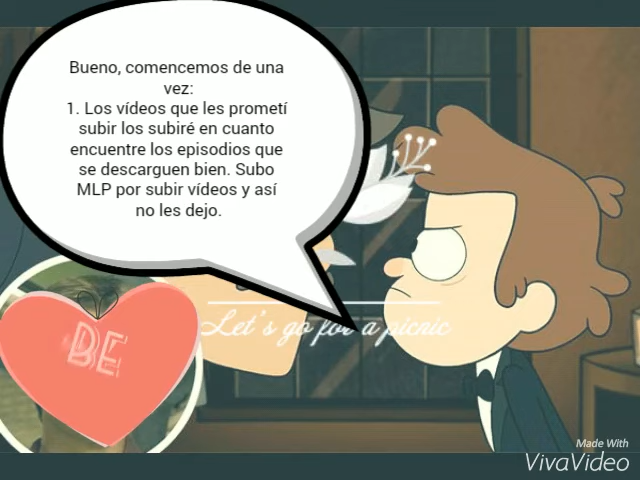 Bueno, comencemos de una
vez:
1. Los vídeos que les prometí
subir los subiré en cuanto
encuentre los episodios que
se descarguen bien. Subo
MLP por subir vídeos y así
no les dejo.
BE
Let's go for a picnic
Made With
VivaVideo